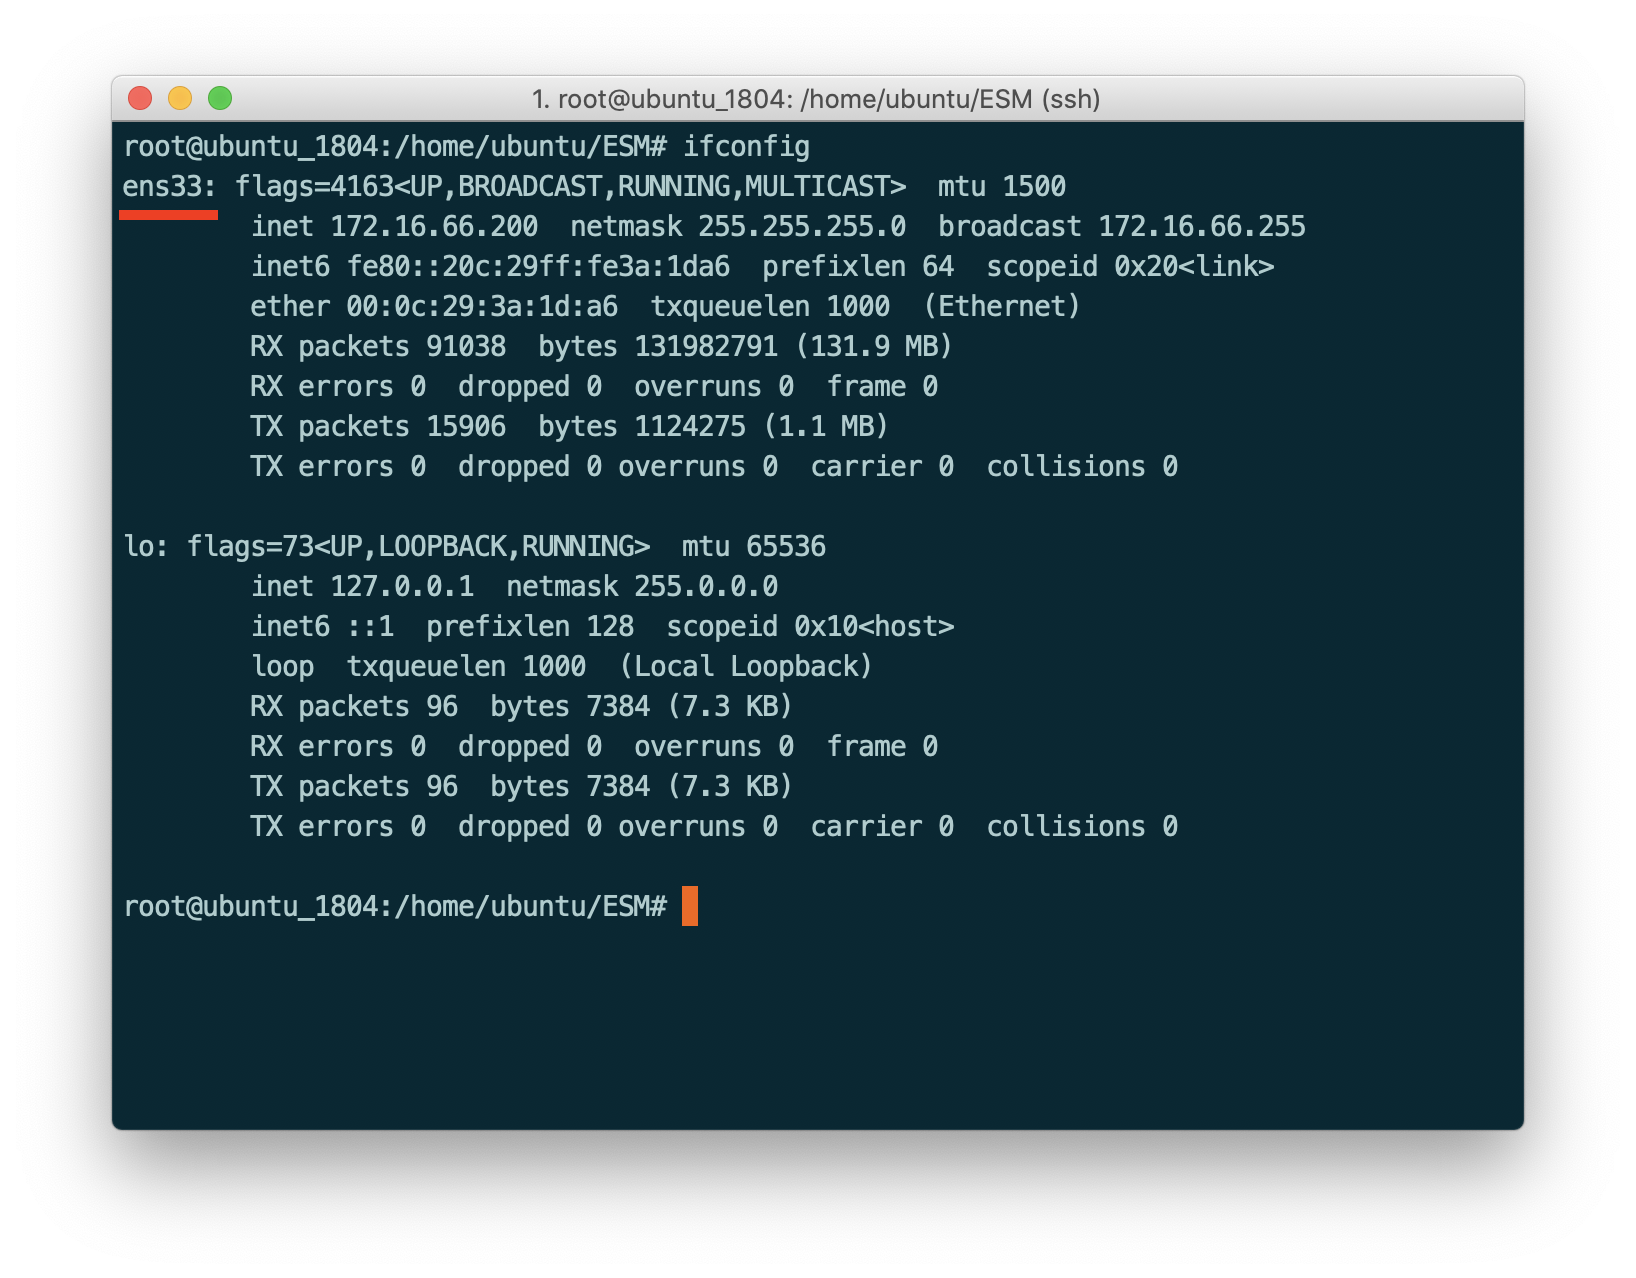 1. root@ubuntu_1804: /home/ubuntu/ESM (ssh)
root@ubuntu_1804:/home/ubuntu/ESM# ifconfig
ens33: flags=4163<UP,BROADCAST,RUNNING,MULTICAST>  mtu 1500
        inet 172.16.66.200  netmask 255.255.255.0  broadcast 172.16.66.255
        inet6 fe80::20c:29ff:fe3a:1da6  prefixlen 64  scopeid 0x20<link>
        ether 00:0c:29:3a:1d:a6  txqueuelen 1000  (Ethernet)
        RX packets 91038  bytes 131982791 (131.9 MB)
        RX errors 0  dropped 0  overruns 0  frame 0
        TX packets 15906  bytes 1124275 (1.1 MB)
        TX errors 0  dropped 0 overruns 0  carrier 0  collisions 0

lo: flags=73<UP,LOOPBACK,RUNNING>  mtu 65536
        inet 127.0.0.1  netmask 255.0.0.0
        inet6 ::1  prefixlen 128  scopeid 0x10<host>
        loop  txqueuelen 1000  (Local Loopback)
        RX packets 96  bytes 7384 (7.3 KB)
        RX errors 0  dropped 0  overruns 0  frame 0
        TX packets 96  bytes 7384 (7.3 KB)
        TX errors 0  dropped 0 overruns 0  carrier 0  collisions 0

root@ubuntu_1804:/home/ubuntu/ESM#